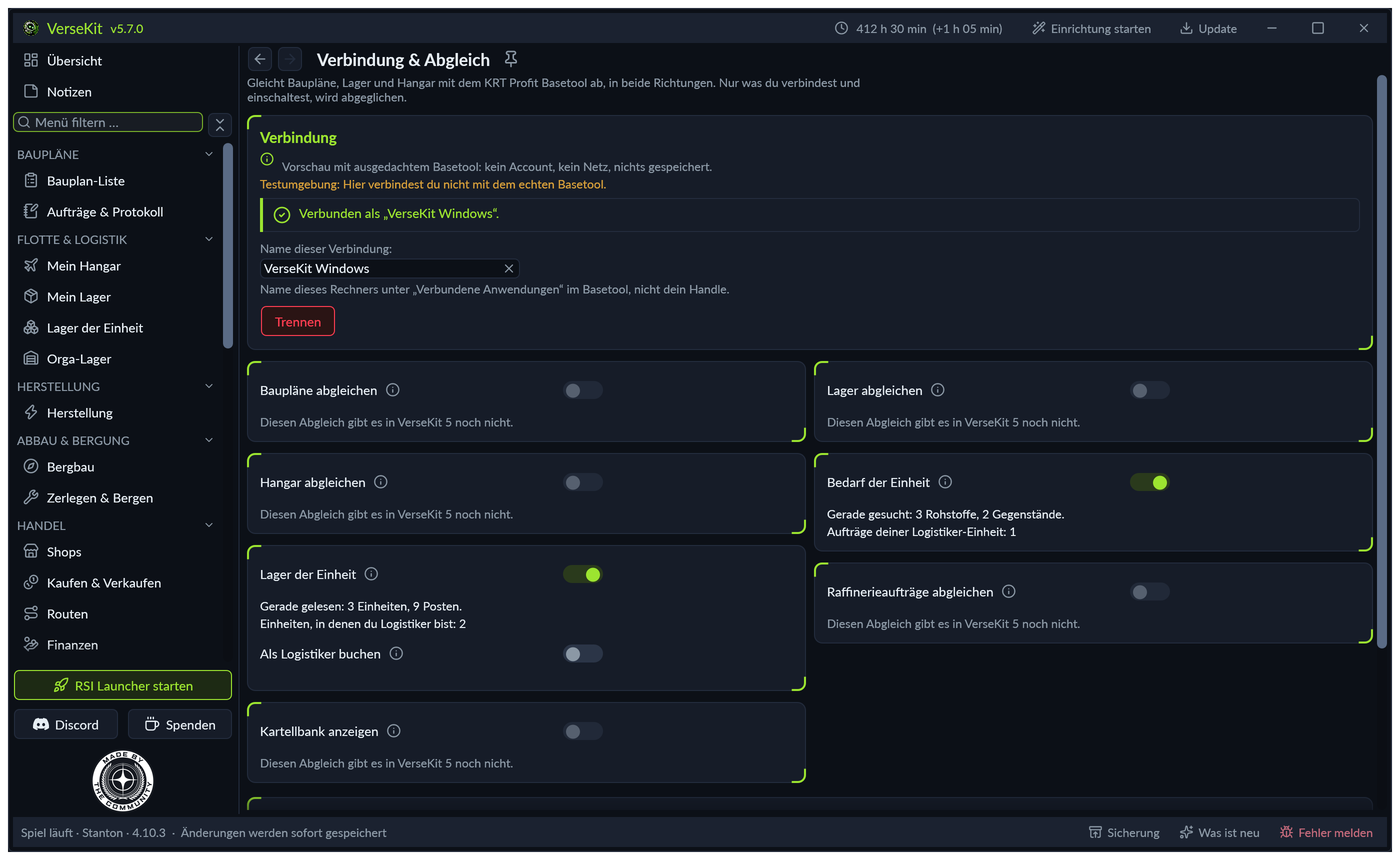 VerseKit v5.7.0
412 h 30 min (+1 h 05 min)
Einrichtung starten
Update
Übersicht
Notizen
Menü filtern ...
BAUPLÄNE
Bauplan-Liste
Aufträge & Protokoll
FLOTTE & LOGISTIK
Mein Hangar
Mein Lager
Lager der Einheit
Orga-Lager
HERSTELLUNG
Herstellung
ABBAU & BERGUNG
Bergbau
Zerlegen & Bergen
HANDEL
Shops
Kaufen & Verkaufen
Routen
Finanzen
RSI Launcher starten
Discord
Spenden
MADE BY
THE COMMUNITY
Verbindung & Abgleich
Gleicht Baupläne, Lager und Hangar mit dem KRT Profit Basetool ab, in beide Richtungen. Nur was du verbindest und
einschaltest, wird abgeglichen.
Verbindung
Vorschau mit ausgedachtem Basetool: kein Account, kein Netz, nichts gespeichert.
Testumgebung: Hier verbindest du nicht mit dem echten Basetool.
Verbunden als „VerseKit Windows“.
Name dieser Verbindung:
VerseKit Windows
Name dieses Rechners unter „Verbundene Anwendungen“ im Basetool, nicht dein Handle.
Trennen
Baupläne abgleichen
Diesen Abgleich gibt es in VerseKit 5 noch nicht.
Lager abgleichen
Diesen Abgleich gibt es in VerseKit 5 noch nicht.
Hangar abgleichen
Diesen Abgleich gibt es in VerseKit 5 noch nicht.
Bedarf der Einheit
Gerade gesucht: 3 Rohstoffe, 2 Gegenstände.
Aufträge deiner Logistiker-Einheit: 1
Lager der Einheit
Gerade gelesen: 3 Einheiten, 9 Posten.
Einheiten, in denen du Logistiker bist: 2
Als Logistiker buchen
Raffinerieaufträge abgleichen
Diesen Abgleich gibt es in VerseKit 5 noch nicht.
Kartellbank anzeigen
Diesen Abgleich gibt es in VerseKit 5 noch nicht.
Spiel läuft · Stanton · 4.10.3 · Änderungen werden sofort gespeichert
Sicherung
Was ist neu
Fehler melden